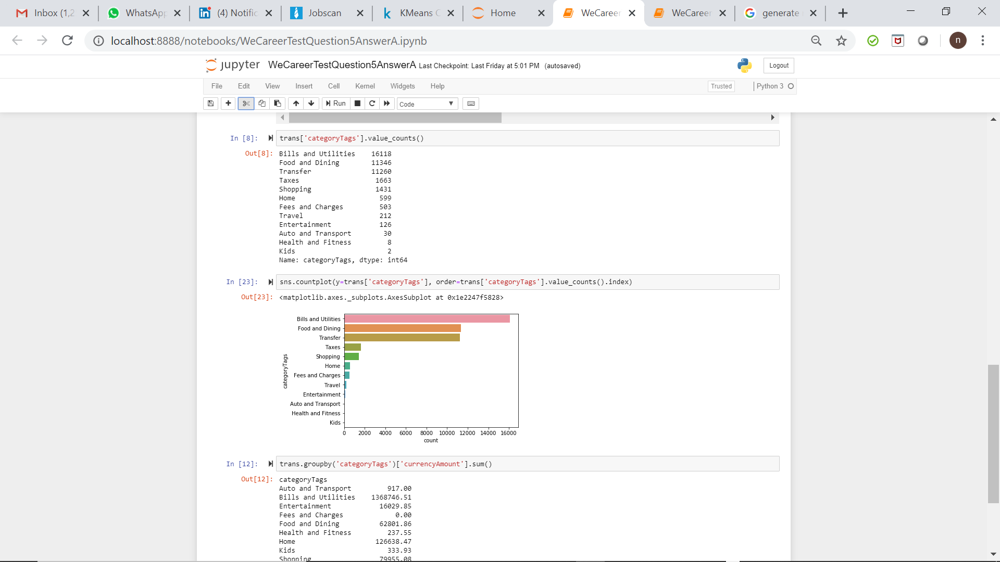 Inbox (1,2
WhatsApp
(4) Notific
Jobscan
KMeans C
Home
WeCareer
WeCareer
generate
localhost:8888/notebooks/WeCareerTestQuestion5AnswerA.ipynb
n
jupyter WeCareerTestQuestion5AnswerA Last Checkpoint: Last Friday at 5:01 PM (autosaved)
Logout
File Edit View Insert Cell Kernel Widgets Help
Trusted
Python 3
Run
Code
In [8]: trans['categoryTags'].value_counts()
Out[8]: Bills and Utilities 16118
Food and Dining 11346
Transfer 11260
Taxes 1663
Shopping 1431
Home 599
Fees and Charges 503
Travel 212
Entertainment 126
Auto and Transport 30
Health and Fitness 8
Kids 2
Name: categoryTags, dtype: int64
In [23]: sns.countplot(y=trans['categoryTags'], order=trans['categoryTags'].value_counts().index)
Out[23]: <matplotlib.axes._subplots.AxesSubplot at 0x1e2247f5828>
categoryTags
Bills and Utilities
Food and Dining
Transfer
Taxes
Shopping
Home
Fees and Charges
Travel
Entertainment
Auto and Transport
Health and Fitness
Kids
0 2000 4000 6000 8000 10000 12000 14000 16000
count
In [12]: trans.groupby('categoryTags')['currencyAmount'].sum()
Out[12]: categoryTags
Auto and Transport 917.00
Bills and Utilities 1368746.51
Entertainment 16029.85
Fees and Charges 0.00
Food and Dining 62801.86
Health and Fitness 237.55
Home 126638.47
Kids 333.93
Shopping 79955.08